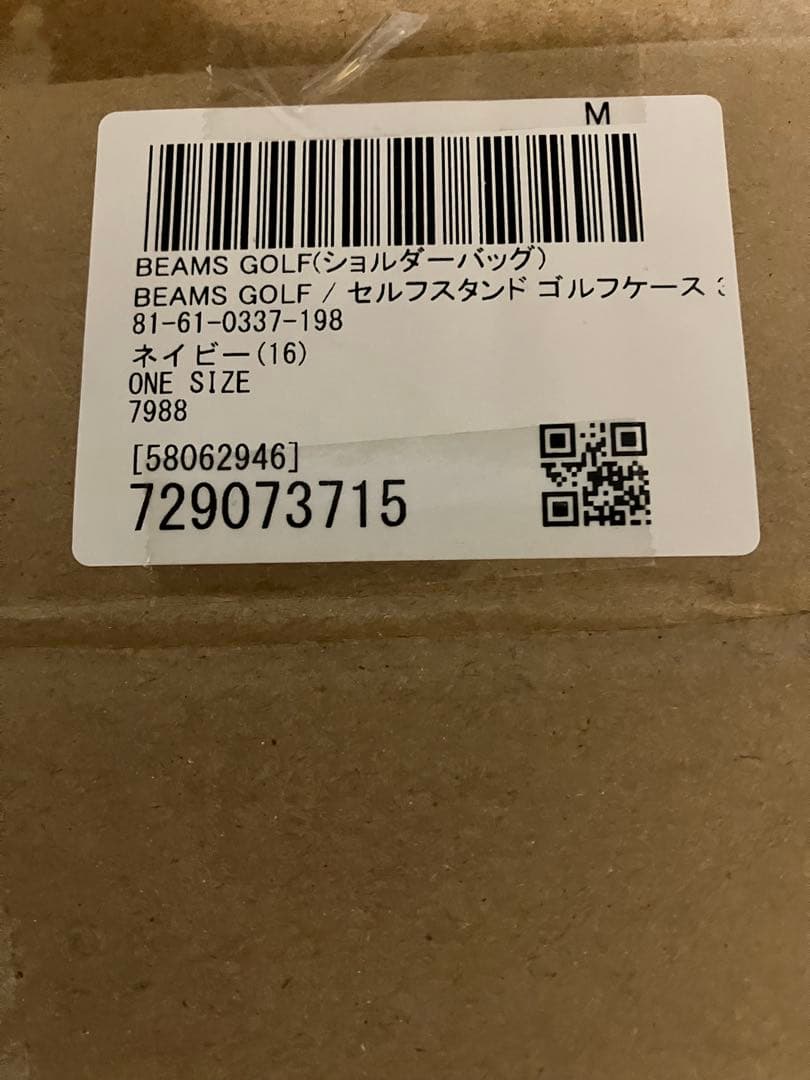 M
BEAMS GOLF(ショルダーバッグ)
BEAMS GOLF / セルフスタンド ゴルフケース
81-61-0337-198
ネイビー(16)
ONE SIZE
7988
[58062946]
729073715